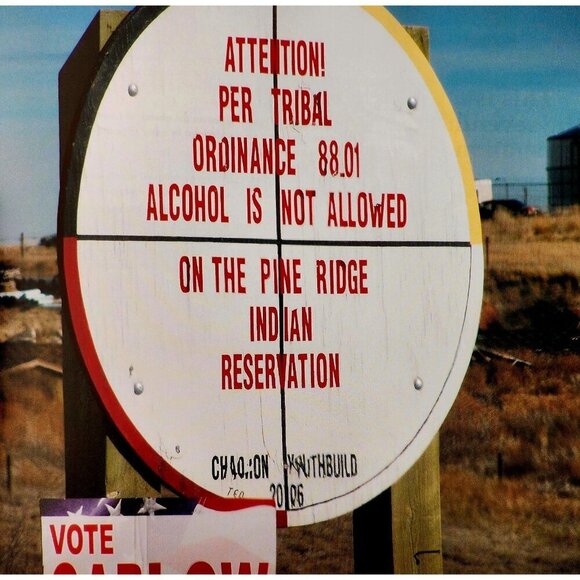 ATTENTION!
PER TRIBAL
ORDINANCE 88.01
ALCOHOL IS NOT ALLOWED
ON THE PINE RIDGE
INDIAN
RESERVATION
YOUTHBUILD
2006
VOTE